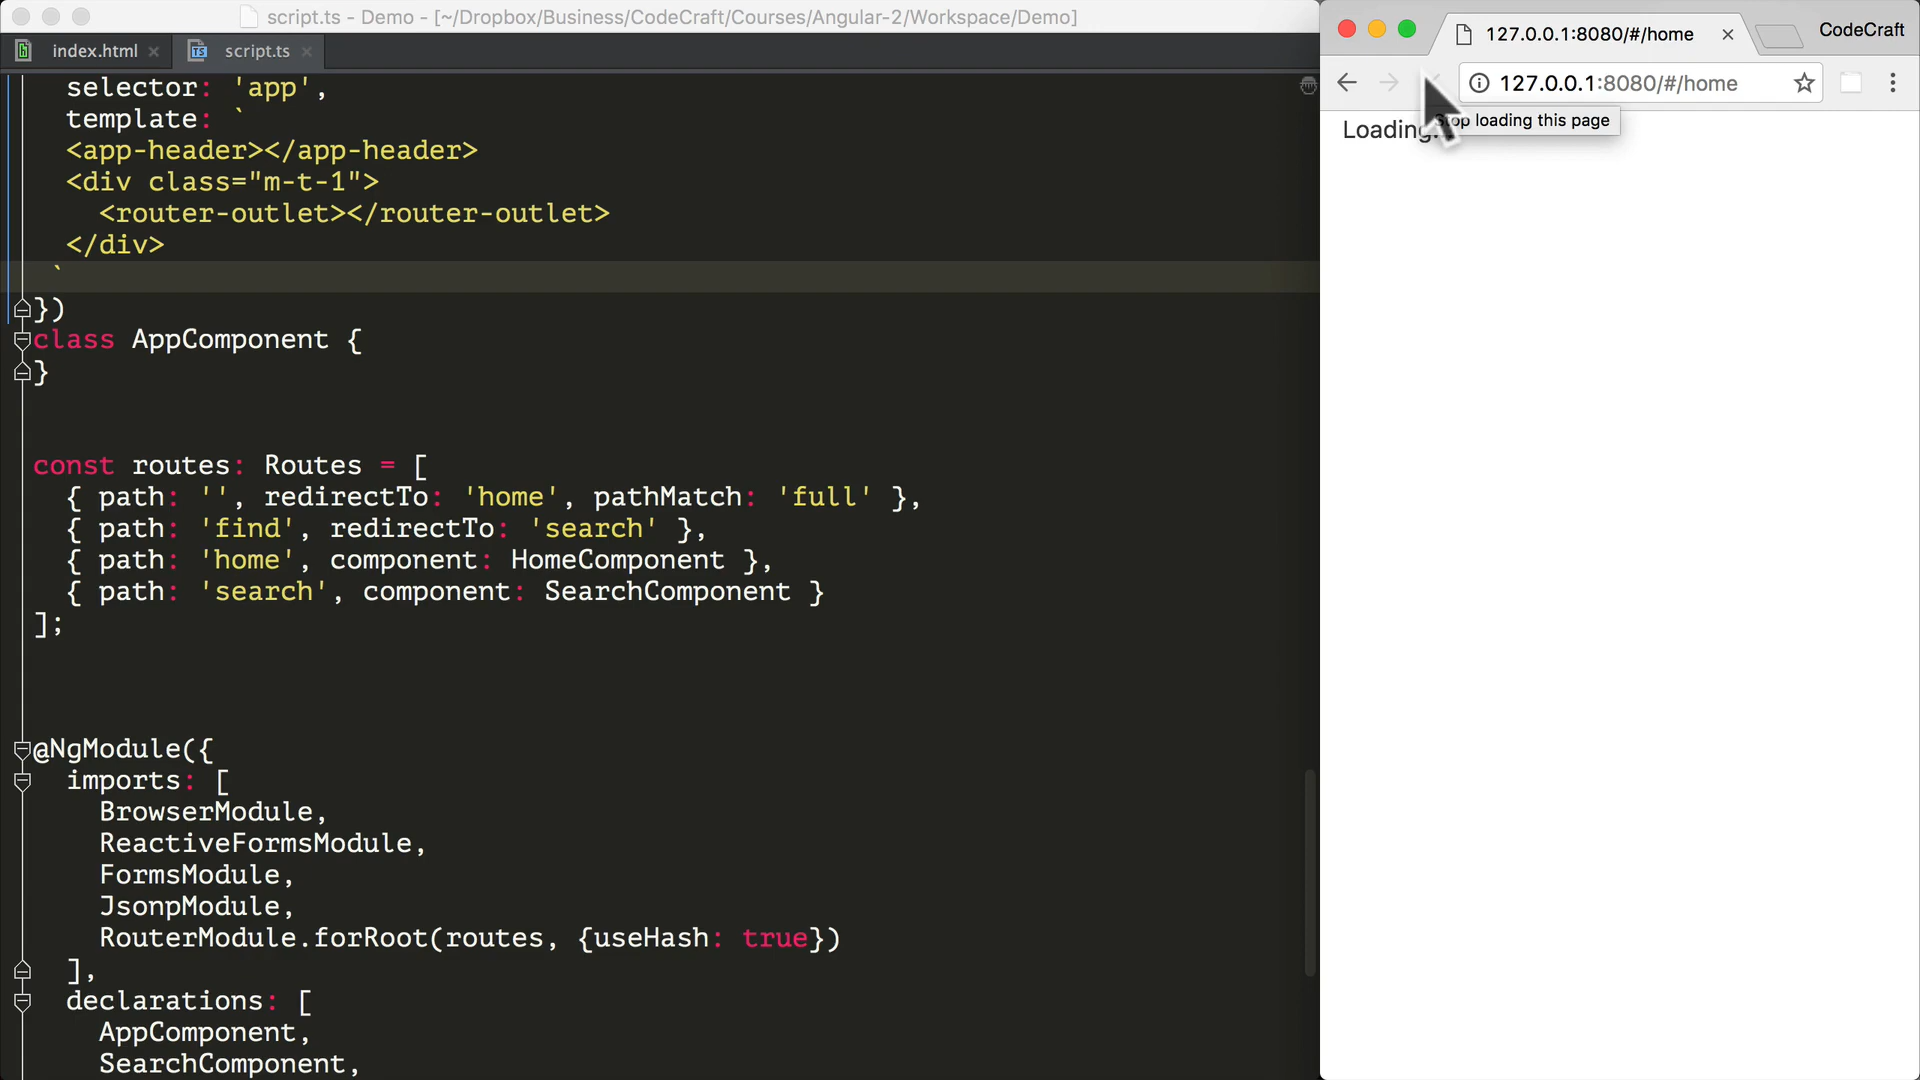 script.ts - Demo - [~/Dropbox/Business/CodeCraft/Courses/Angular-2/Workspace/Demo]
index.html
script.ts
selector: 'app',
template: `
<app-header></app-header>
<div class="m-t-1">
<router-outlet></router-outlet>
</div>
`
})
class AppComponent {
}
const routes: Routes = [
{ path: '', redirectTo: 'home', pathMatch: 'full' },
{ path: 'find', redirectTo: 'search' },
{ path: 'home', component: HomeComponent },
{ path: 'search', component: SearchComponent }
];
@NgModule({
imports: [
BrowserModule,
ReactiveFormsModule,
FormsModule,
JsonpModule,
RouterModule.forRoot(routes, {useHash: true})
],
declarations: [
AppComponent,
SearchComponent,
127.0.0.1:8080/#/home
CodeCraft
127.0.0.1:8080/#/home
Stop loading this page
Loading.